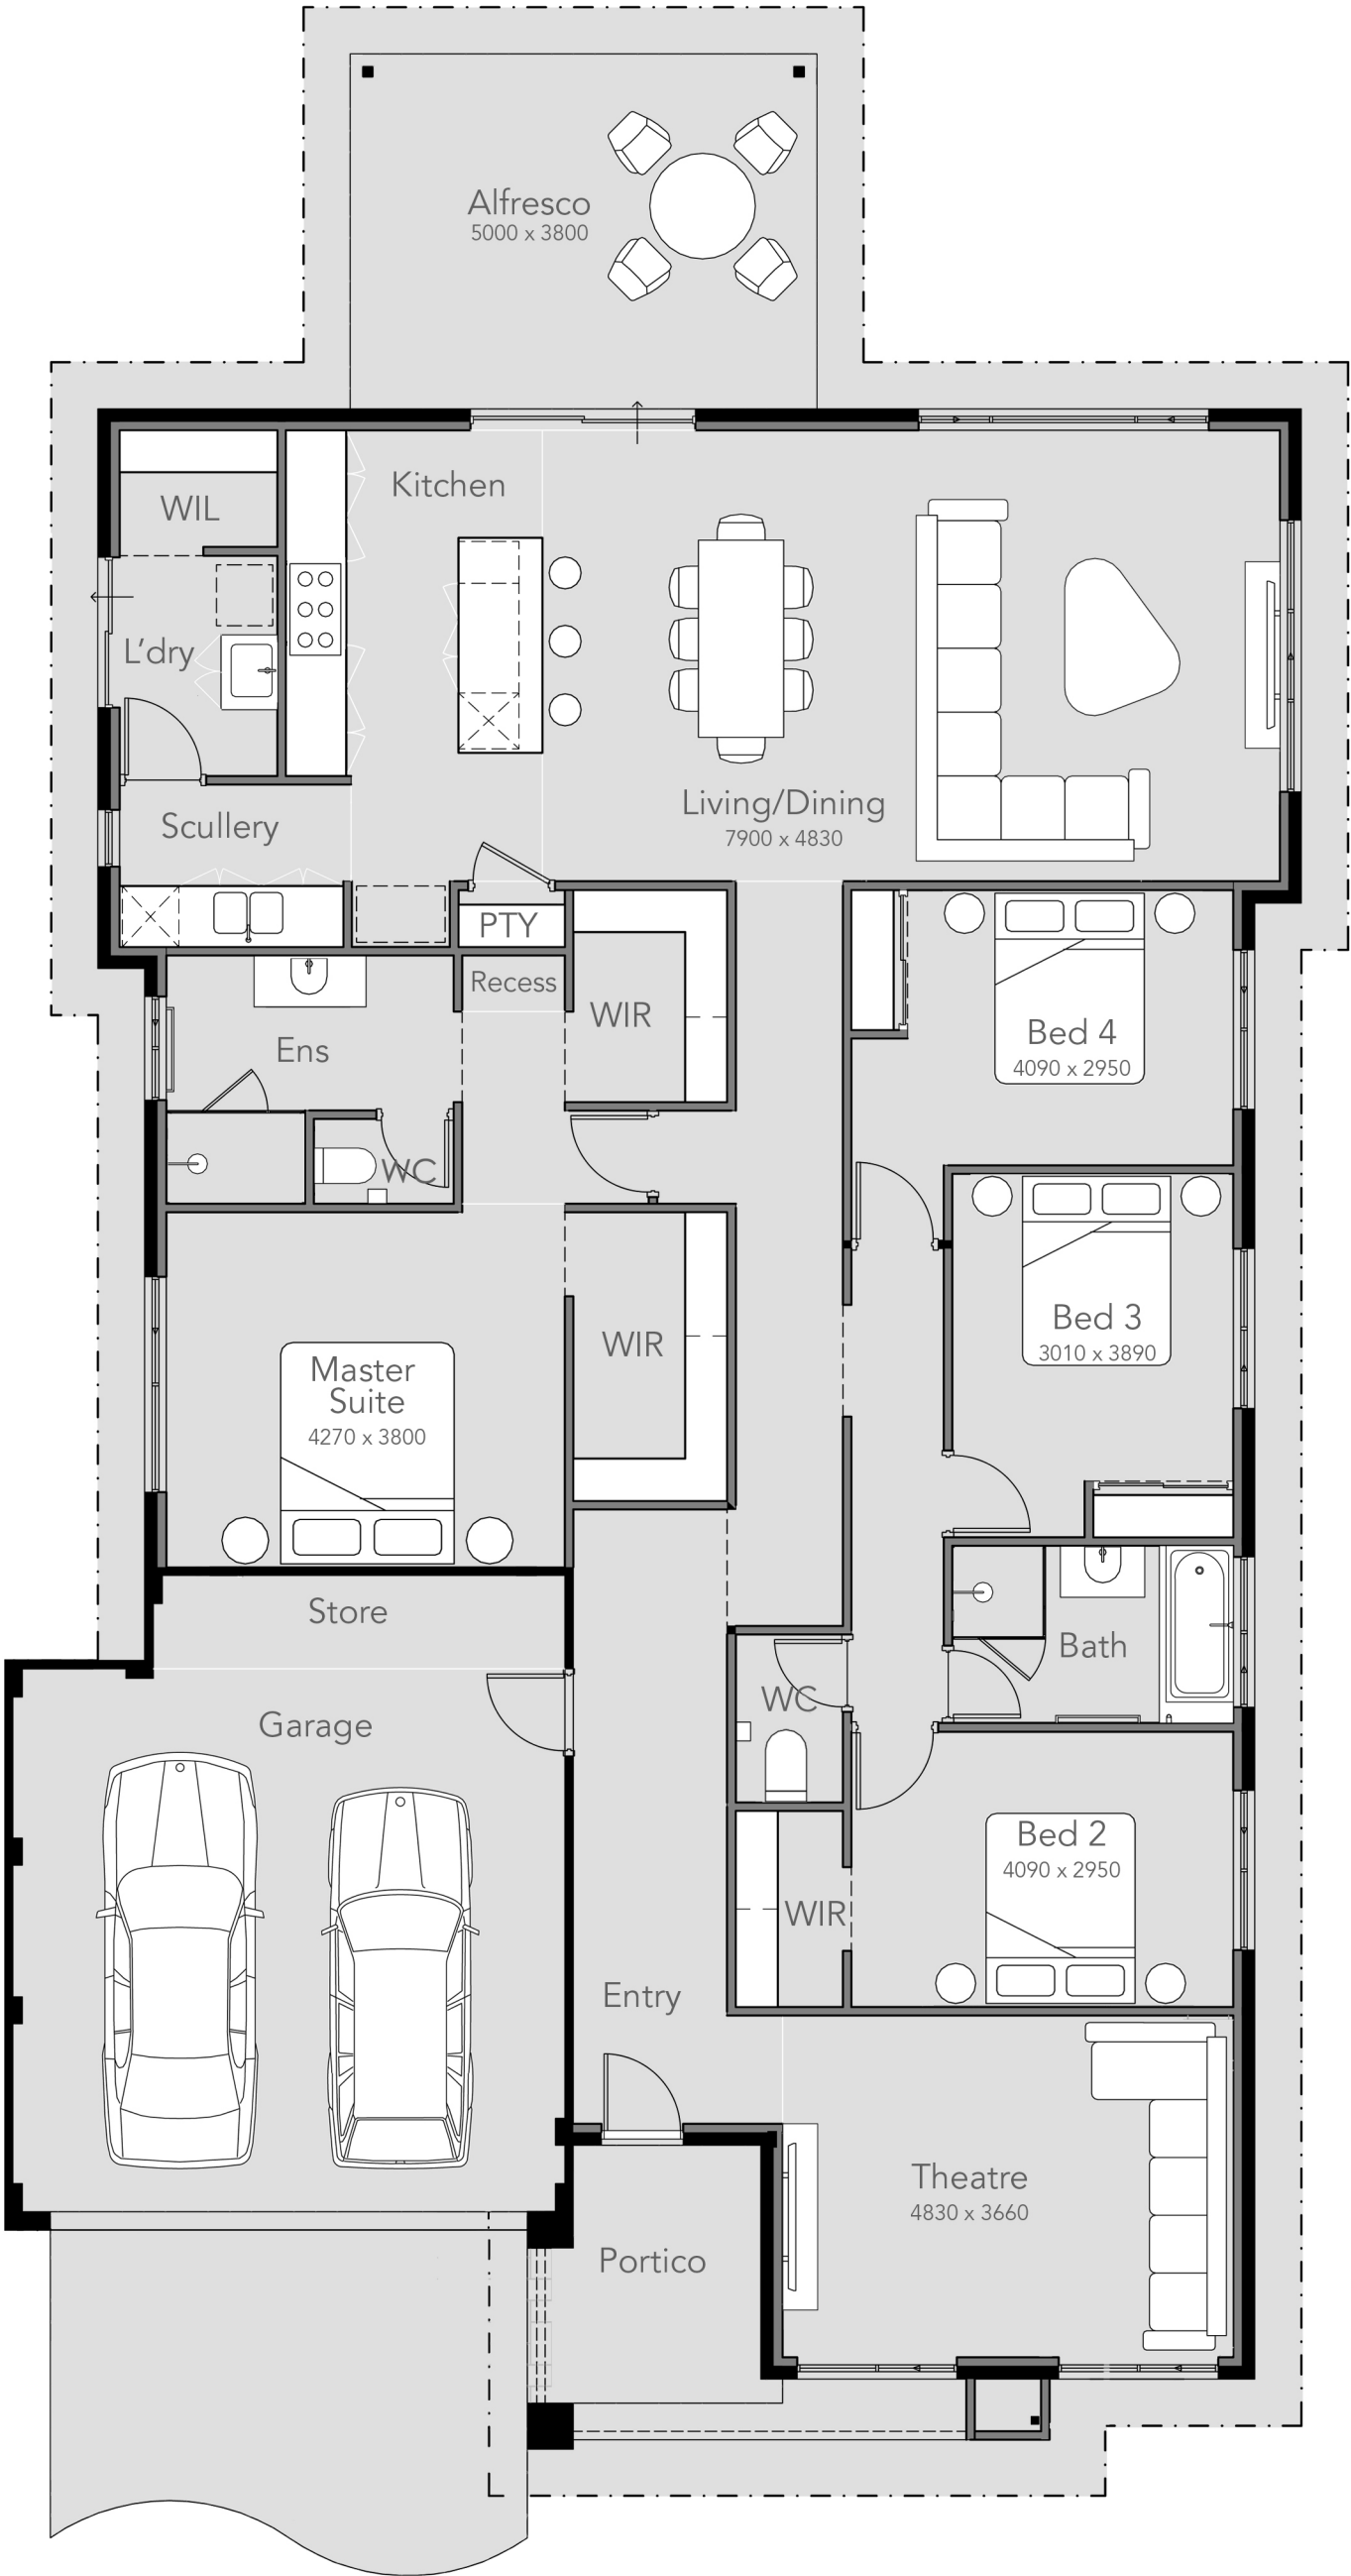 Alfresco
5000 x 3800
Kitchen
WIL
L'dry
Living/Dining
7900 x 4830
Scullery
PTY
Recess
WIR
Ens
Bed 4
4090 x 2950
WC
Bed 3
3010 x 3890
WIR
Master
Suite
4270 x 3800
Store
Bath
WC
Garage
Bed 2
4090 x 2950
WIR
Entry
Theatre
4830 x 3660
Portico